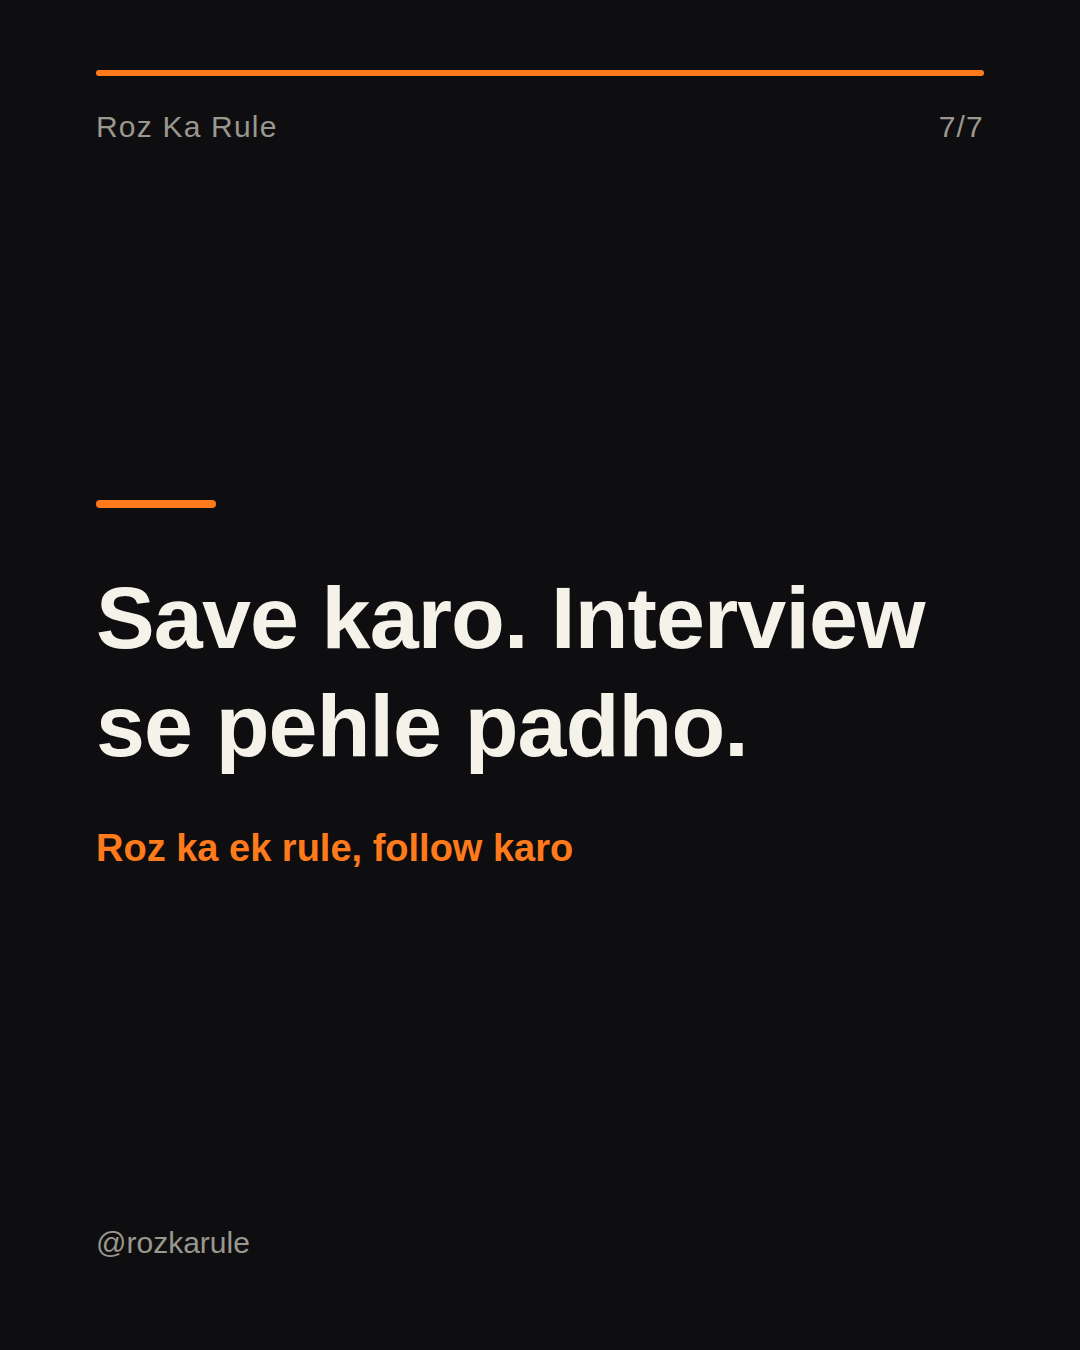 Roz Ka Rule
7/7
Save karo. Interview
se pehle padho.
Roz ka ek rule, follow karo
@rozkarule